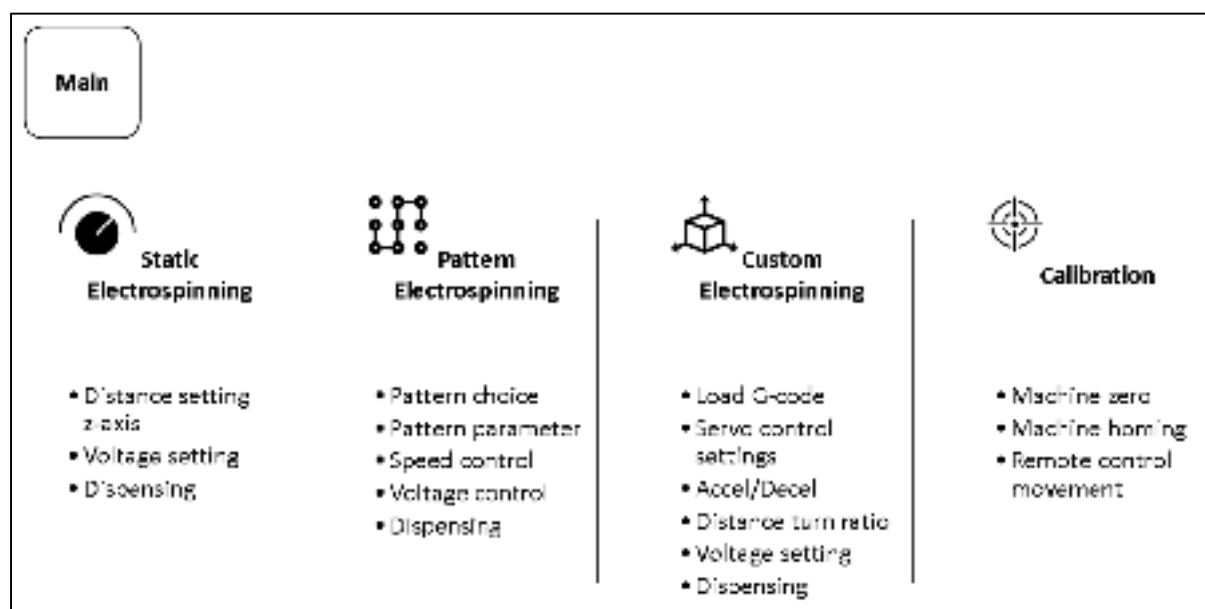 Main
Static
Electrospinning
• Distance setting
z-axis
• Voltage setting
• Dispensing
Pattern
Electrospinning
• Pattern choice
• Pattern parameter
• Speed control
• Voltage control
• Dispensing
Custom
Electrospinning
• Load G-code
• Servo control
settings
• Accel/Decel
• Distance turn ratio
• Voltage setting
• Dispensing
Calibration
• Machine zero
• Machine homing
• Remote control
movement